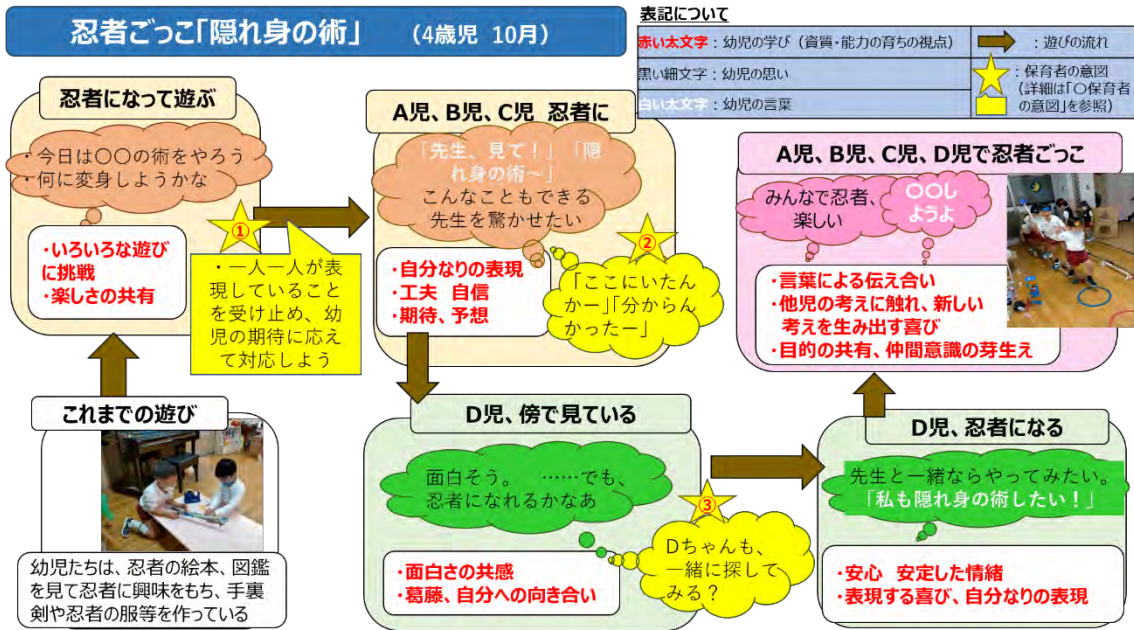 忍者ごっこ「隠れ身の術」 （4歳児 10月）
表記について
赤い太文字：幼児の学び（資質・能力の育ちの視点）
：遊びの流れ
黒い細文字：幼児の思い
白い太文字：幼児の言葉
：保育者の意図
（詳細は「〇保育者
の意図」を参照）
忍者になって遊ぶ
・今日は〇〇の術をやろう
・何に変身しようかな
・いろいろな遊び
に挑戦
・楽しさの共有
①
・一人一人が表
現していること
を受け止め、幼
児の期待に応え
て対応しよう
これまでの遊び
幼児たちは、忍者の絵本、図鑑
を見て忍者に興味をもち、手裏
剣や忍者の服等を作っている
A児、B児、C児 忍者に
「先生、見て！」「隠
れ身の術～」
こんなこともできる
先生を驚かせたい
・自分なりの表現
・工夫 自信
・期待、予想
②
「ここにいたん
かー」「分からん
かったー」
D児、傍で見ている
面白そう。 ……でも、
忍者になれるかなあ
・面白さの共感
・葛藤、自分への向き合い
③
Dちゃんも、
一緒に探して
みる？
D児、忍者になる
先生と一緒ならやってみたい。
「私も隠れ身の術したい！」
・安心 安定した情緒
・表現する喜び、自分なりの表現
A児、B児、C児、D児で忍者ごっこ
みんなで忍者、
楽しい
〇〇し
ようよ
・言葉による伝え合い
・他児の考えに触れ、新しい
考えを生み出す喜び
・目的の共有、仲間意識の芽生え